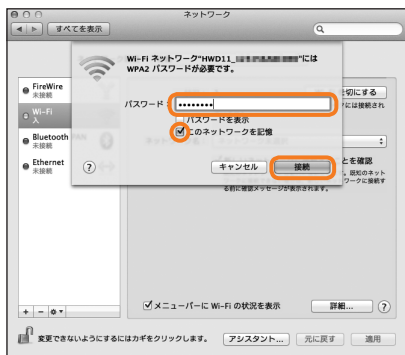 ネットワーク
すべてを表示
Wi-Fi ネットワーク"HWD11_ "には
WPA2 パスワードが必要です。
FireWire
未接続
パスワード：
••••••••
を切にする
Wi-Fi
入
パスワードを表示
には接続され
Bluetooth PAN
未接続
このネットワークを記憶
Ethernet
未接続
?
キャンセル
接続
とを確認
。既知のネット
ワークに接続す
る前に確認メッセージが表示されます。
メニューバーに Wi-Fi の状況を表示
詳細...
?
+ −
変更できないようにするにはカギをクリックします。
アシスタント...
元に戻す
適用